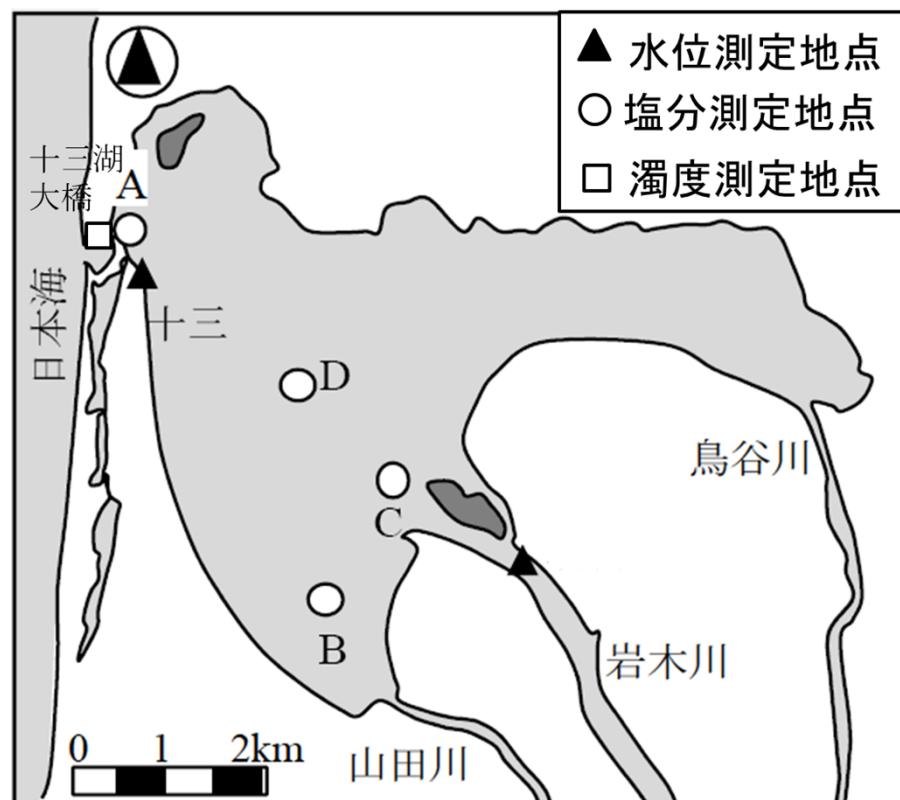 水位測定地点
塩分測定地点
濁度測定地点
十三湖
大橋
A
日本海
十三
D
鳥谷川
C
B
岩木川
山田川
0 1 2km